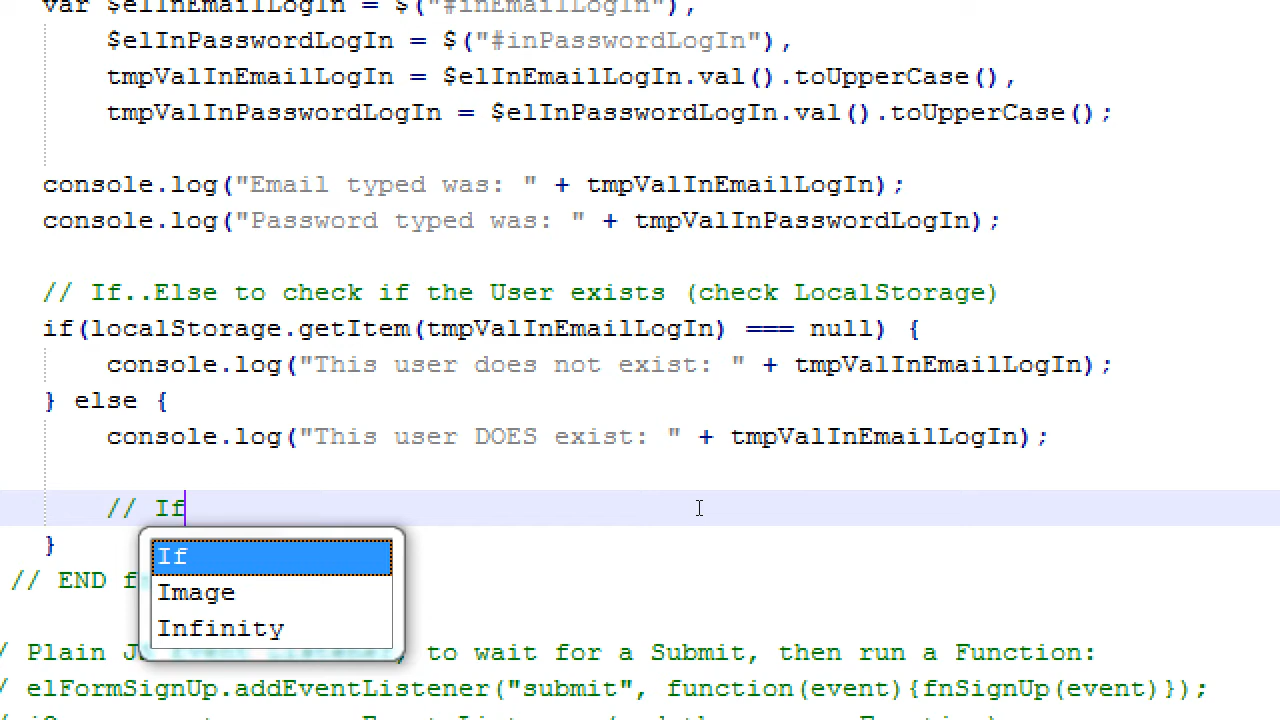 var $elInEmailLogIn = $("#inEmailLogIn"),
$elInPasswordLogIn = $("#inPasswordLogIn"),
tmpValInEmailLogIn = $elInEmailLogIn.val().toUpperCase(),
tmpValInPasswordLogIn = $elInPasswordLogIn.val().toUpperCase();
console.log("Email typed was: " + tmpValInEmailLogIn);
console.log("Password typed was: " + tmpValInPasswordLogIn);
// If..Else to check if the User exists (check LocalStorage)
if(localStorage.getItem(tmpValInEmailLogIn) === null) {
console.log("This user does not exist: " + tmpValInEmailLogIn);
} else {
console.log("This user DOES exist: " + tmpValInEmailLogIn);
// If
}
If
Image
Infinity
// END
/ Plain to wait for a Submit, then run a Function:
/ elFormSignUp.addEventListener("submit", function(event){fnSignUp(event)});